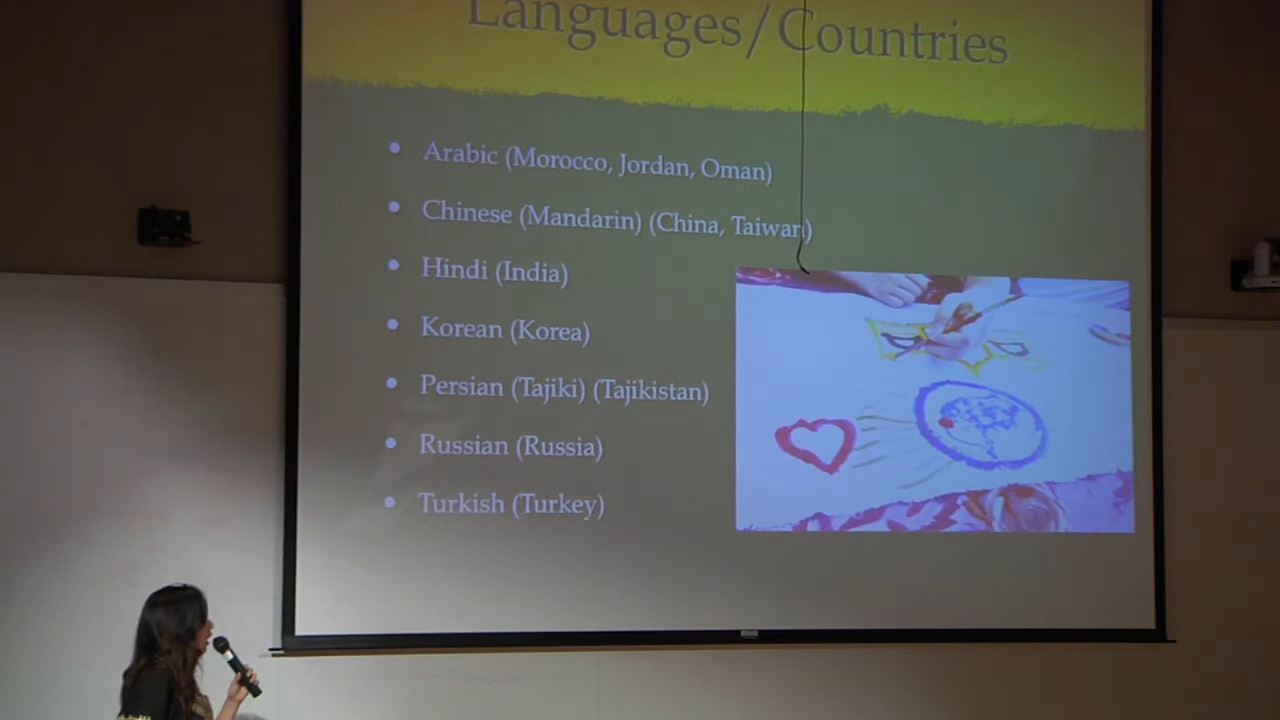 Languages/Countries
Arabic (Morocco, Jordan, Oman)
Chinese (Mandarin) (China, Taiwan)
Hindi (India)
Korean (Korea)
Persian (Tajiki) (Tajikistan)
Russian (Russia)
Turkish (Turkey)